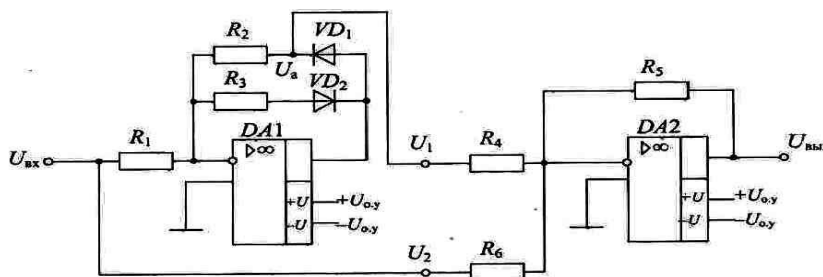 R₂
VD₁
Uₐ
R₃
VD₂
R₅
R₁
DA1
▷∞
U₁
R₄
DA2
▷∞
Uвх
Uвы
+U
+Uо.у
−U
−Uо.у
+U
+Uо.у
−U
−Uо.у
U₂
R₆